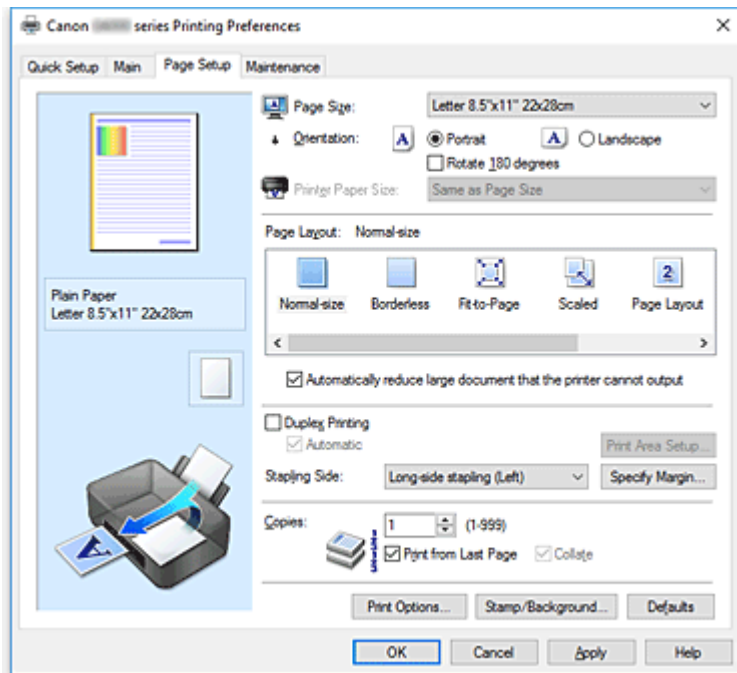 Canon series Printing Preferences
Quick Setup Main Page Setup Maintenance
Page Size: Letter 8.5"x11" 22x28cm
Orientation: A Portrait A Landscape
Rotate 180 degrees
Printer Paper Size: Same as Page Size
Plain Paper
Letter 8.5"x11" 22x28cm
Page Layout: Normal-size
2
Normal-size Borderless Fit-to-Page Scaled Page Layout
Automatically reduce large document that the printer cannot output
Duplex Printing
Automatic
Print Area Setup...
Stapling Side: Long-side stapling (Left) Specify Margin...
A
Copies: 1 (1-999)
Print from Last Page Collate
Print Options... Stamp/Background... Defaults
OK Cancel Apply Help